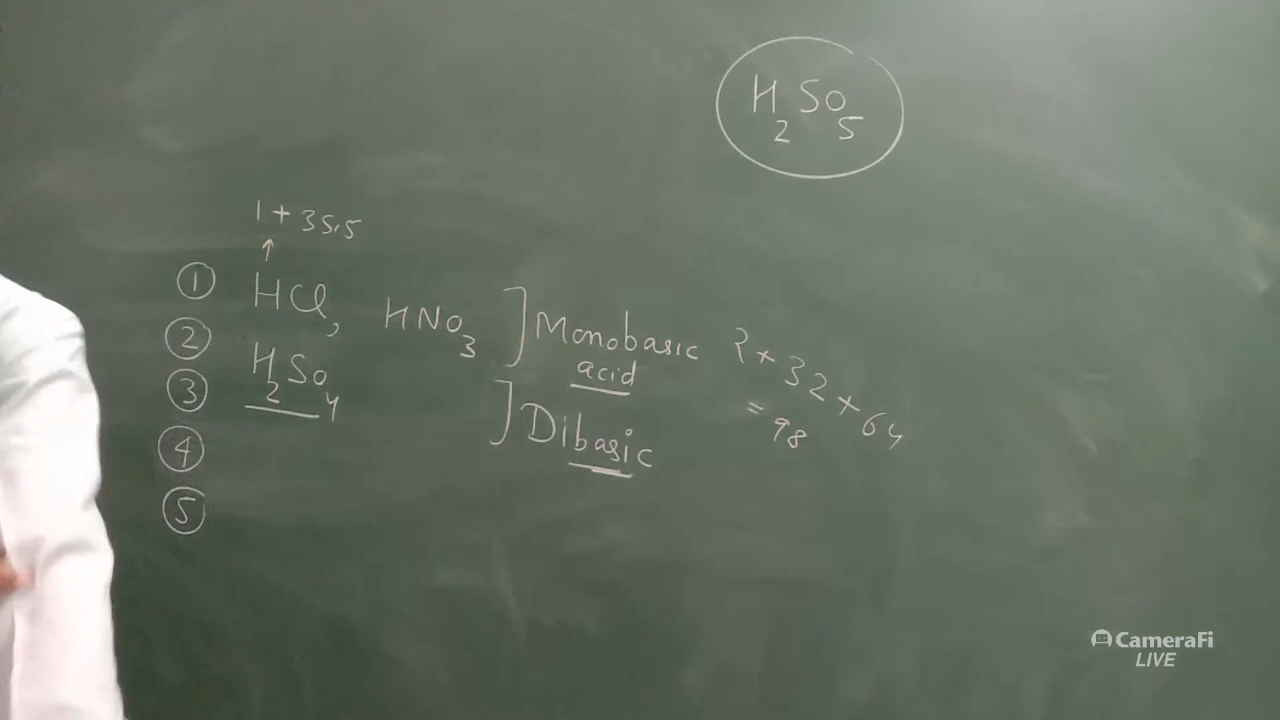 H2SO5
1 + 35.5
↑
① HCl, HNO3 ] Monobasic acid
② H2SO4 ] Dibasic
③
④
⑤
2 + 32 + 64
= 98
CameraFi
LIVE